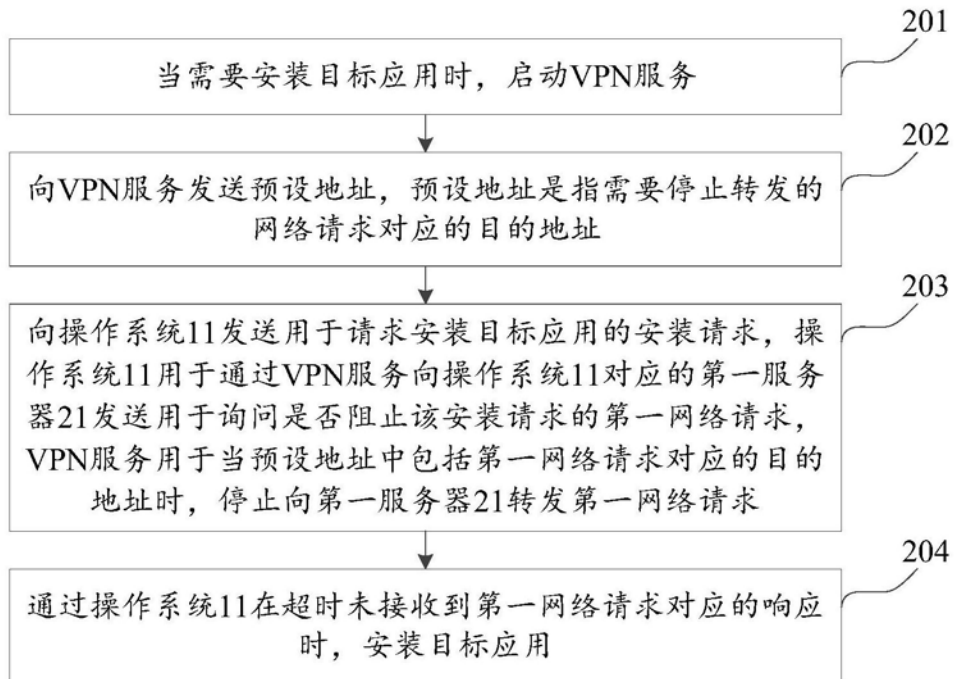 201
当需要安装目标应用时，启动VPN服务
202
向VPN服务发送预设地址，预设地址是指需要停止转发的
网络请求对应的目的地址
203
向操作系统11发送用于请求安装目标应用的安装请求，操
作系统11用于通过VPN服务向操作系统11对应的第一服务
器21发送用于询问是否阻止该安装请求的第一网络请求，
VPN服务用于当预设地址中包括第一网络请求对应的目的
地址时，停止向第一服务器21转发第一网络请求
204
通过操作系统11在超时未接收到第一网络请求对应的响应
时，安装目标应用